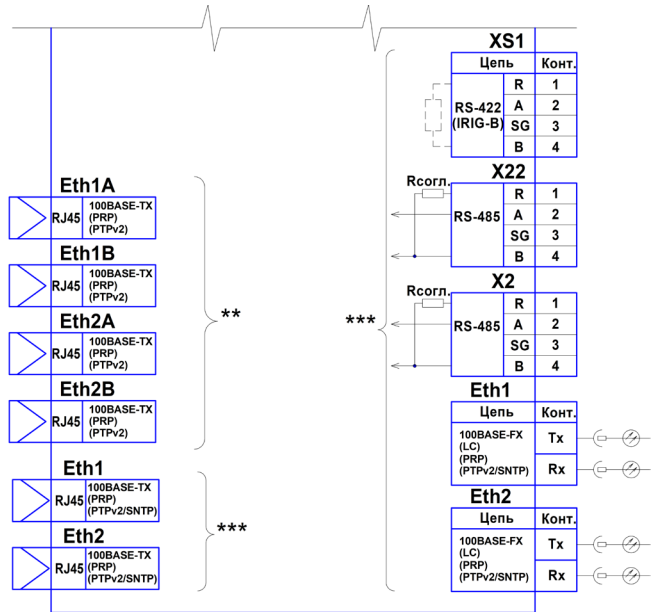 XS1
Цепь Конт.
RS-422
(IRIG-B)
R 1
A 2
SG 3
B 4
X22
Rсогл.
RS-485
R 1
A 2
SG 3
B 4
X2
Rсогл.
RS-485
R 1
A 2
SG 3
B 4
Eth1
Цепь Конт.
100BASE-FX
(LC)
(PRP)
(PTPv2/SNTP)
Tx
Rx
Eth2
Цепь Конт.
100BASE-FX
(LC)
(PRP)
(PTPv2/SNTP)
Tx
Rx
***
Eth1A
RJ45
100BASE-TX
(PRP)
(PTPv2)
Eth1B
RJ45
100BASE-TX
(PRP)
(PTPv2)
Eth2A
RJ45
100BASE-TX
(PRP)
(PTPv2)
Eth2B
RJ45
100BASE-TX
(PRP)
(PTPv2)
**
Eth1
RJ45
100BASE-TX
(PRP)
(PTPv2/SNTP)
Eth2
RJ45
100BASE-TX
(PRP)
(PTPv2/SNTP)
***